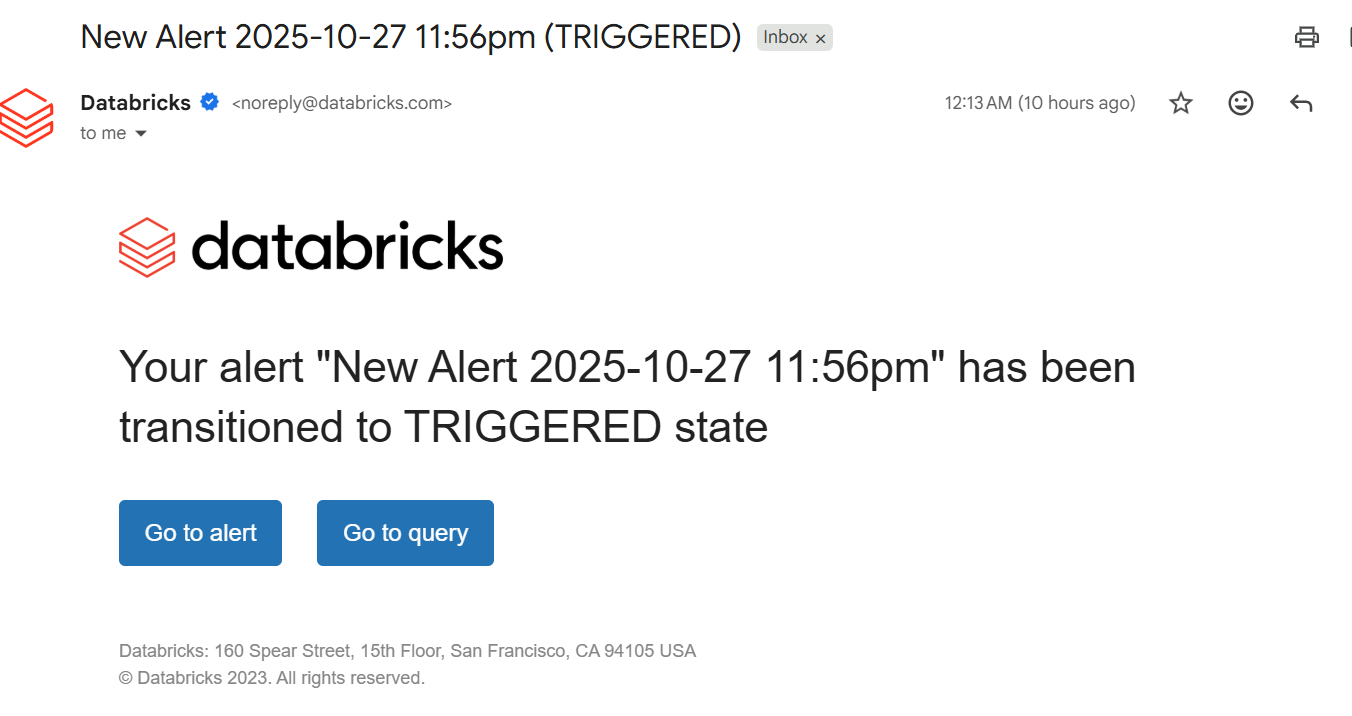 New Alert 2025-10-27 11:56pm (TRIGGERED) Inbox ×
Databricks <noreply@databricks.com> 12:13 AM (10 hours ago)
to me
databricks
Your alert "New Alert 2025-10-27 11:56pm" has been
transitioned to TRIGGERED state
Go to alert Go to query
Databricks: 160 Spear Street, 15th Floor, San Francisco, CA 94105 USA
© Databricks 2023. All rights reserved.